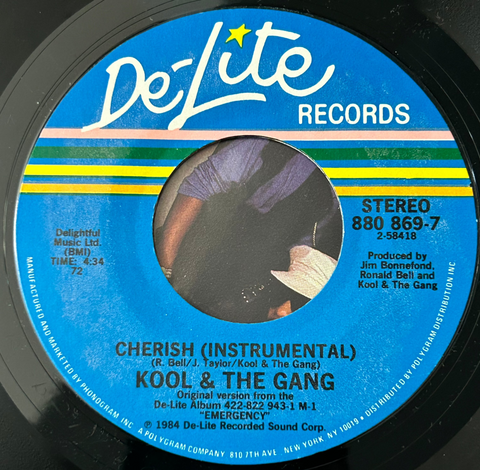 De-Lite
RECORDS
STEREO
880 869-7
2-58418
Delightful
Music Ltd.
(BMI)
TIME: 4:34
72
Produced by
Jim Bonnefond,
Ronald Bell and
Kool & The Gang
CHERISH (INSTRUMENTAL)
(R. Bell/J. Taylor/Kool & The Gang)
KOOL & THE GANG
Original version from the
De-Lite Album 422-822 943-1 M-1
"EMERGENCY"
℗ 1984 De-Lite Recorded Sound Corp.
MANUFACTURED AND MARKETED BY PHONOGRAM INC. A POLYGRAM COMPANY 810 7TH AVE. NEW YORK, N.Y. 10019 • DISTRIBUTED BY POLYGRAM DISTRIBUTION INC